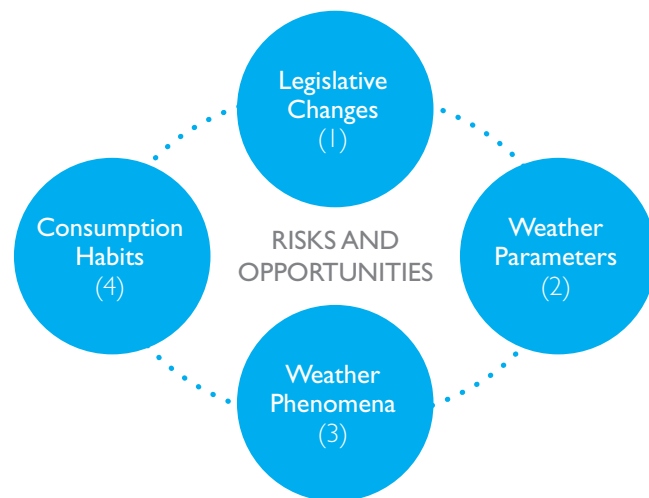 Legislative
Changes
(1)
Weather
Parameters
(2)
Weather
Phenomena
(3)
Consumption
Habits
(4)
RISKS AND
OPPORTUNITIES